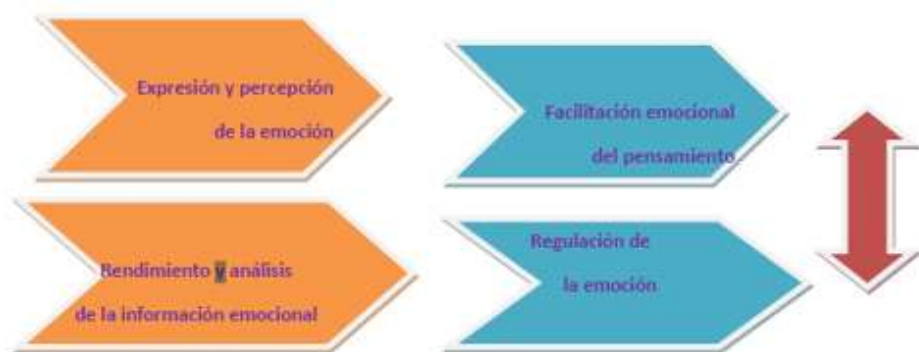 Expresión y percepción
de la emoción
Facilitación emocional
del pensamiento
Rendimiento y análisis
de la información emocional
Regulación de
la emoción